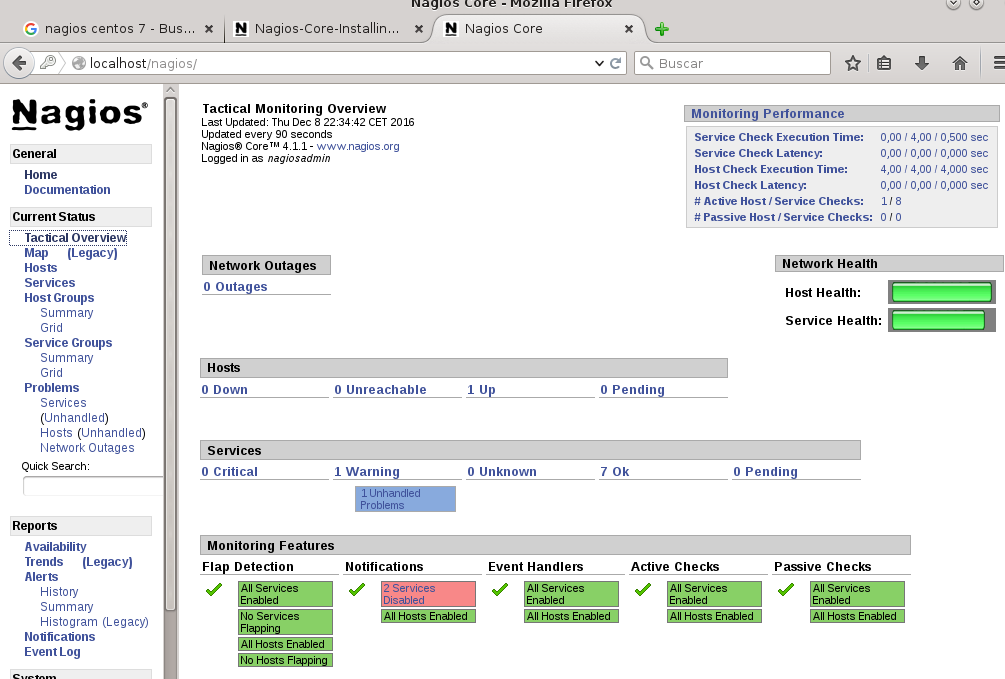 Nagios Core - Mozilla Firefox
nagios centos 7 - Bus...
Nagios-Core-Installin...
Nagios Core
localhost/nagios/
Buscar
Nagios®
General
Home
Documentation
Current Status
Tactical Overview
Map (Legacy)
Hosts
Services
Host Groups
Summary
Grid
Service Groups
Summary
Grid
Problems
Services
(Unhandled)
Hosts (Unhandled)
Network Outages
Quick Search:
Reports
Availability
Trends (Legacy)
Alerts
History
Summary
Histogram (Legacy)
Notifications
Event Log
System
Tactical Monitoring Overview
Last Updated: Thu Dec 8 22:34:42 CET 2016
Updated every 90 seconds
Nagios® Core™ 4.1.1 - www.nagios.org
Logged in as nagiosadmin
Monitoring Performance
Service Check Execution Time: 0,00 / 4,00 / 0,500 sec
Service Check Latency: 0,00 / 0,00 / 0,000 sec
Host Check Execution Time: 4,00 / 4,00 / 4,000 sec
Host Check Latency: 0,00 / 0,00 / 0,000 sec
# Active Host / Service Checks: 1 / 8
# Passive Host / Service Checks: 0 / 0
Network Outages
0 Outages
Network Health
Host Health:
Service Health:
Hosts
0 Down 0 Unreachable 1 Up 0 Pending
Services
0 Critical 1 Warning 0 Unknown 7 Ok 0 Pending
1 Unhandled
Problems
Monitoring Features
Flap Detection Notifications Event Handlers Active Checks Passive Checks
All Services
Enabled
No Services
Flapping
All Hosts Enabled
No Hosts Flapping
2 Services
Disabled
All Hosts Enabled
All Services
Enabled
All Hosts Enabled
All Services
Enabled
All Hosts Enabled
All Services
Enabled
All Hosts Enabled